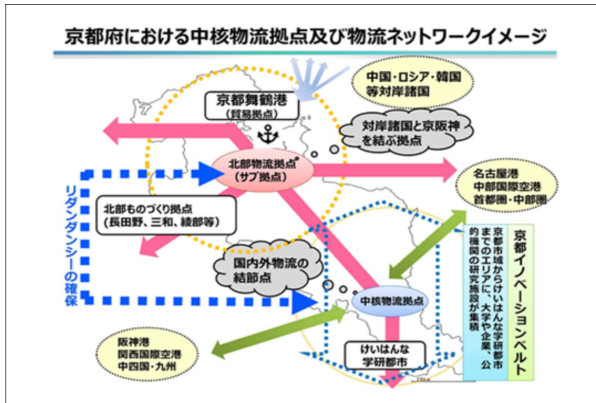 京都府における中核物流拠点及び物流ネットワークイメージ
中国・ロシア・韓国
等対岸諸国
京都舞鶴港
(貿易拠点)
対岸諸国と京阪神
を結ぶ拠点
北部物流拠点
(サブ拠点)
名古屋港
中部国際空港
首都圏・中部圏
リダンダンシーの確保
北部ものづくり拠点
(長田野、三和、綾部等)
国内外物流の
結節点
京都イノベーションベルト
京都市域からけいはんな学研都市
までのエリアに、大学や企業、公
的機関の研究施設が集積
中核物流拠点
阪神港
関西国際空港
中四国・九州
けいはんな
学研都市